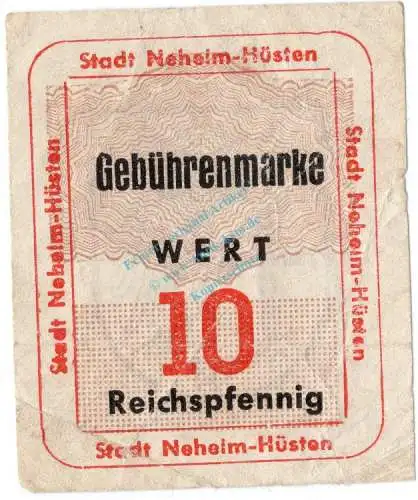 Stadt Neheim-Hüsten
Stadt Neheim-Hüsten
Gebührenmarke
WERT
10
Reichspfennig
Stadt Neheim-Hüsten
Stadt Neheim-Hüsten